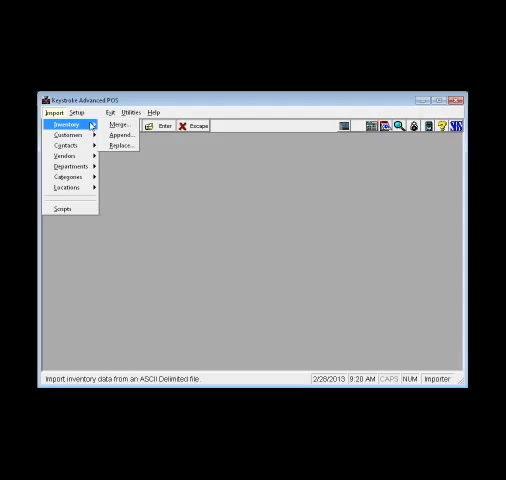 Keystroke Advanced POS
Import Setup Exit Utilities Help
Inventory Merge... Enter Escape
Customers Append...
Contacts Replace...
Vendors
Departments
Categories
Locations
Scripts
Import inventory data from an ASCII Delimited file 2/28/2013 9:20 AM CAPS NUM Importer